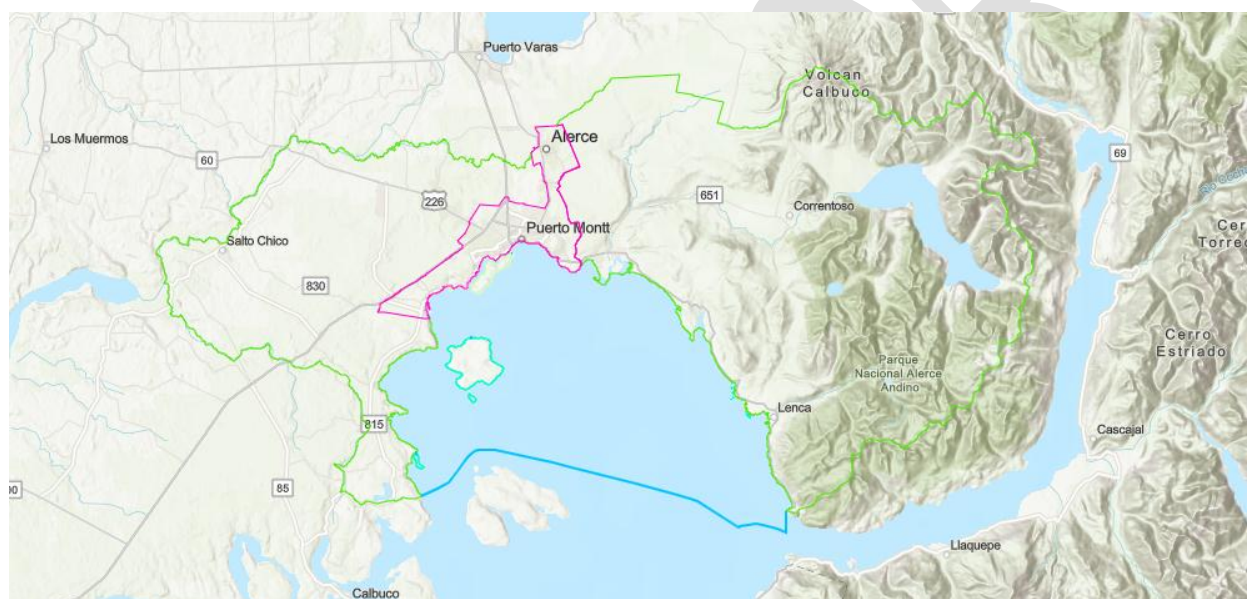 Puerto Varas
Volcan
Calbuco
Los Muermos
Alerce
60
69
651
226
Correntoso
Puerto Montt
Salto Chico
Torre
830
Cerro
Estriado
Parque
Nacional Alerce
Andino
Lenca
815
Cascajal
85
Llaquepe
Calbuco